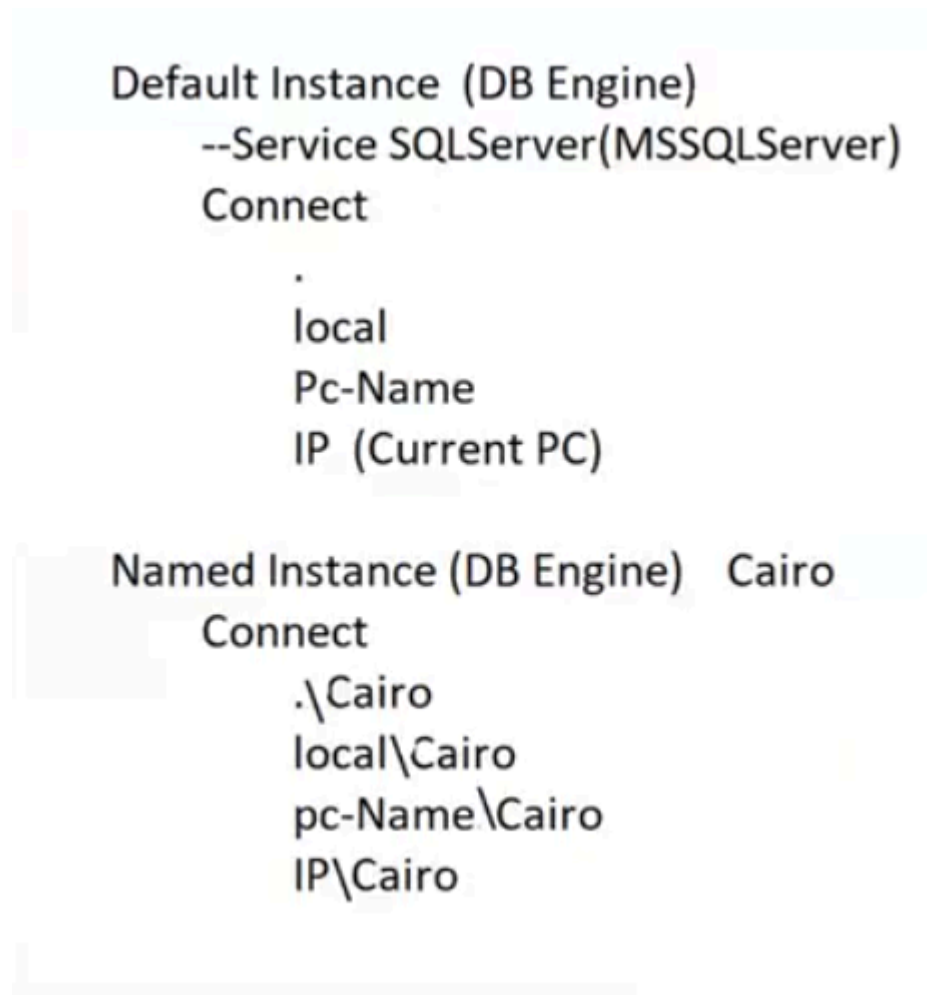 Default Instance (DB Engine)
--Service SQLServer(MSSQLServer)
Connect
.
local
Pc-Name
IP (Current PC)
Named Instance (DB Engine) Cairo
Connect
.\Cairo
local\Cairo
pc-Name\Cairo
IP\Cairo